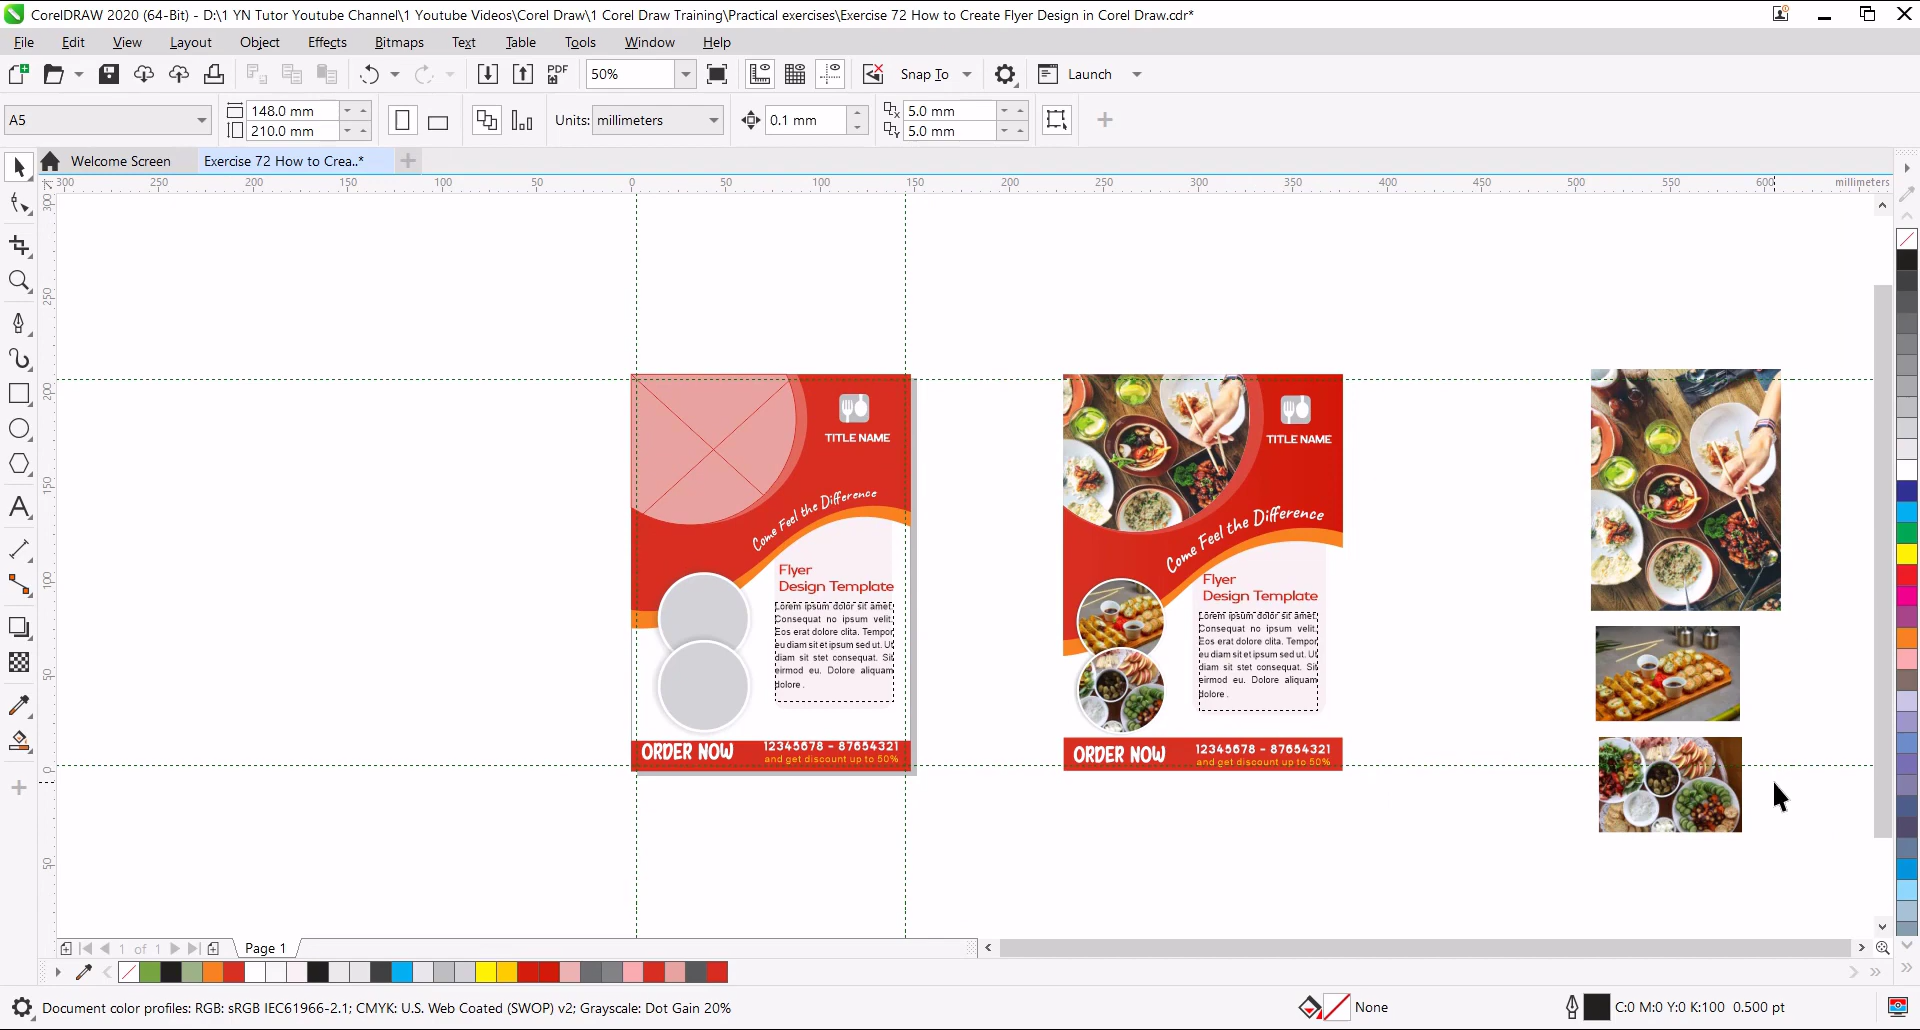 CorelDRAW 2020 (64-Bit) - D:\1 YN Tutor Youtube Channel\1 Youtube Videos\Corel Draw\1 Corel Draw Training\Practical exercises\Exercise 72 How to Create Flyer Design in Corel Draw.cdr*
File Edit View Layout Object Effects Bitmaps Text Table Tools Window Help
PDF 50% Snap To Launch
A5 148.0 mm 210.0 mm Units: millimeters 0.1 mm 5.0 mm 5.0 mm
Welcome Screen Exercise 72 How to Crea..*
300 250 200 150 100 50 0 50 100 150 200 250 300 350 400 450 500 550 600 millimeters
300
250
200
150
100
50
0
50
TITLE NAME
Come Feel the Difference
Flyer
Design Template
Lorem ipsum dolor sit amet,
Consequat no ipsum velit.
Eos erat dolore clita. Tempor
eu diam sit et ipsum sed ut. Ut
diam sit stet consequat. Sit
eirmod eu. Dolore aliquam
dolore .
ORDER NOW
12345678 - 87654321
and get discount up to 50%
TITLE NAME
Come Feel the Difference
Flyer
Design Template
Lorem ipsum dolor sit amet,
Consequat no ipsum velit.
Eos erat dolore clita. Tempor
eu diam sit et ipsum sed ut. Ut
diam sit stet consequat. Sit
eirmod eu. Dolore aliquam
dolore .
ORDER NOW
12345678 - 87654321
and get discount up to 50%
1 of 1 Page 1
Document color profiles: RGB: sRGB IEC61966-2.1; CMYK: U.S. Web Coated (SWOP) v2; Grayscale: Dot Gain 20% None C:0 M:0 Y:0 K:100 0.500 pt